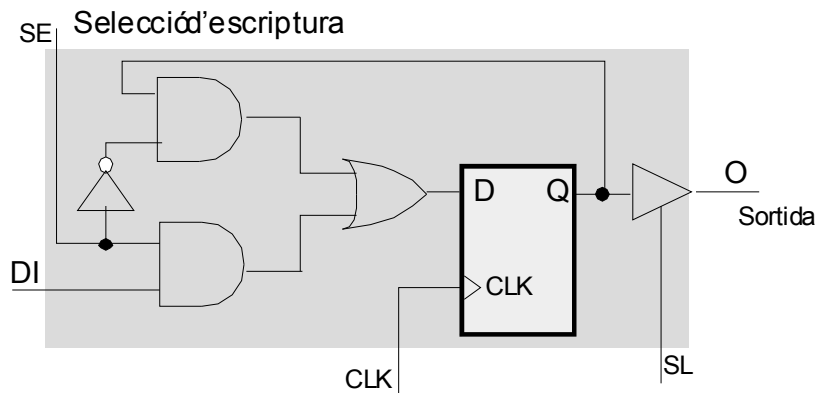 Selecciód'escriptura
SE
D
Q
O
Sortida
DI
CLK
CLK
SL